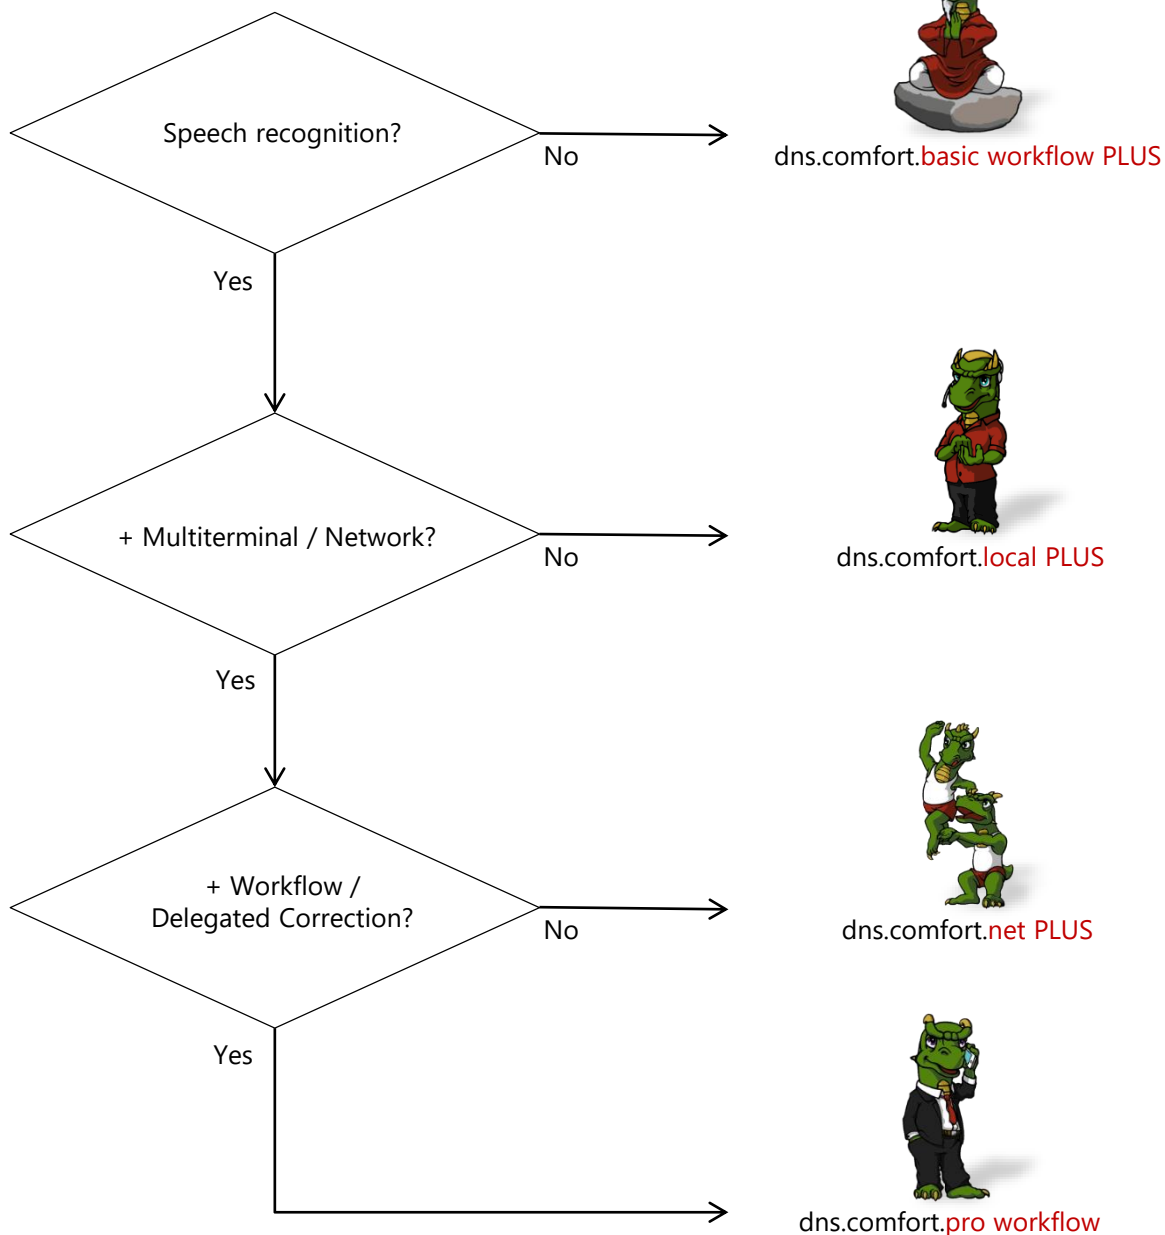 Speech recognition?
No
dns.comfort.basic workflow PLUS
Yes
+ Multiterminal / Network?
No
dns.comfort.local PLUS
Yes
+ Workflow /
Delegated Correction?
No
dns.comfort.net PLUS
Yes
dns.comfort.pro workflow